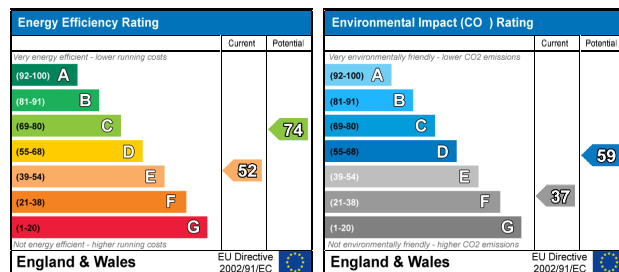 Energy Efficiency Rating
Current Potential
Very energy efficient - lower running costs
(92-100) A
(81-91) B
(69-80) C
74
(55-68) D
(39-54) E
52
(21-38) F
(1-20) G
Not energy efficient - higher running costs
England & Wales
EU Directive
2002/91/EC
Environmental Impact (CO ) Rating
Current Potential
Very environmentally friendly - lower CO2 emissions
(92-100) A
(81-91) B
(69-80) C
(55-68) D
59
(39-54) E
(21-38) F
37
(1-20) G
Not environmentally friendly - higher CO2 emissions
England & Wales
EU Directive
2002/91/EC